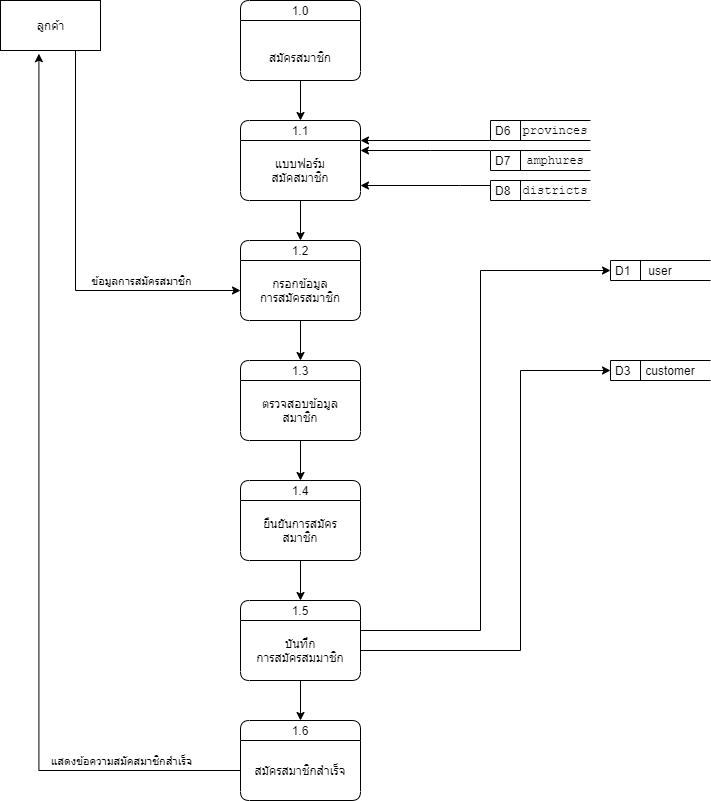 ลูกค้า
1.0
สมัครสมาชิก
1.1
แบบฟอร์ม
สมัคสมาชิก
D6 provinces
D7 amphures
D8 districts
1.2
กรอกข้อมูล
การสมัครสมาชิก
ข้อมูลการสมัครสมาชิก
D1 user
1.3
ตรวจสอบข้อมูล
สมาชิก
D3 customer
1.4
ยืนยันการสมัคร
สมาชิก
1.5
บันทึก
การสมัครสมมาชิก
1.6
สมัครสมาชิกสำเร็จ
แสดงข้อความสมัคสมาชิกสำเร็จ